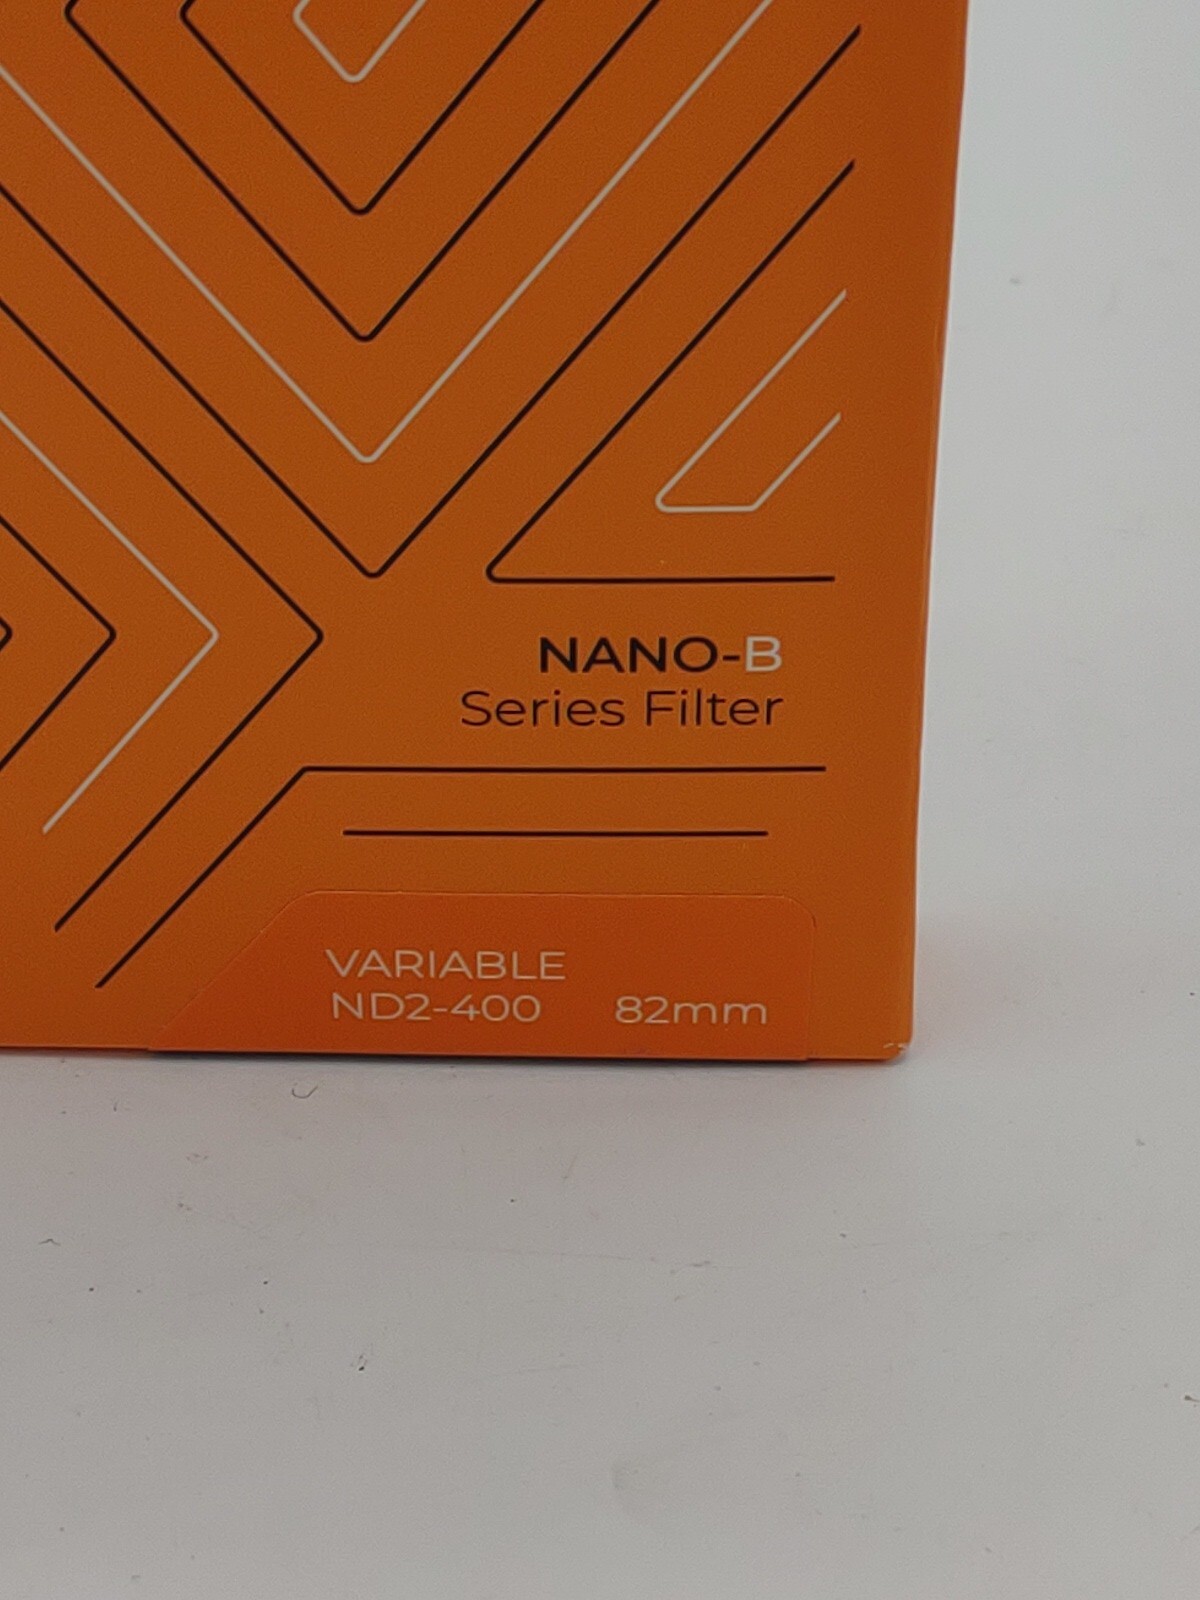 NANO-B
Series Filter
VARIABLE
ND2-400 82mm